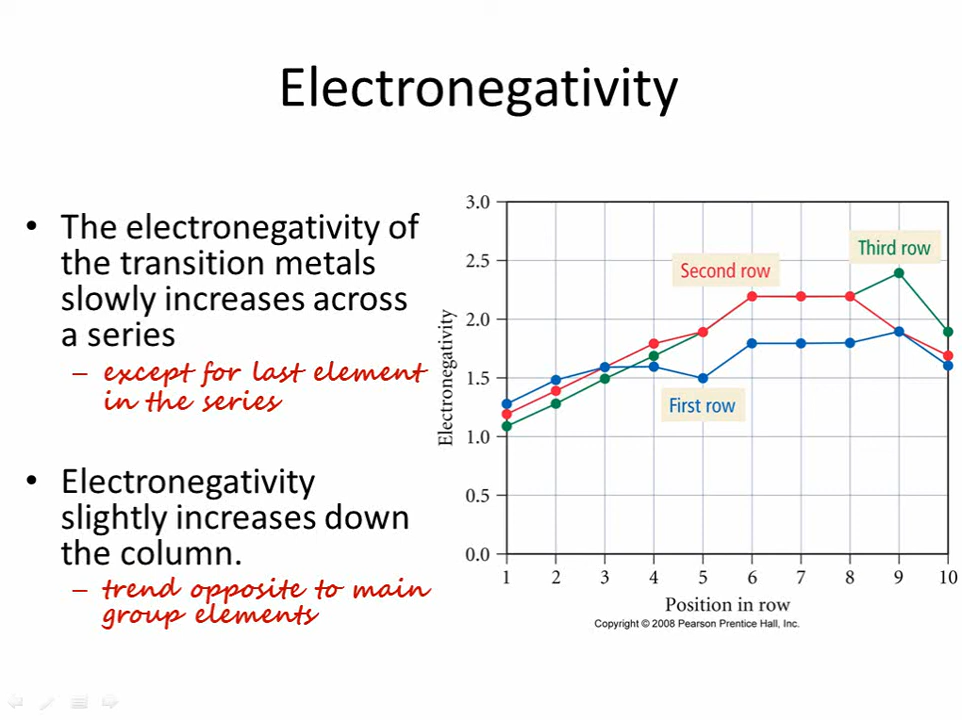 Electronegativity
• The electronegativity of
the transition metals
slowly increases across
a series
– except for last element
in the series
• Electronegativity
slightly increases down
the column.
– trend opposite to main
group elements
3.0
2.5
2.0
1.5
1.0
0.5
0.0
Electronegativity
Third row
Second row
First row
1 2 3 4 5 6 7 8 9 10
Position in row
Copyright © 2008 Pearson Prentice Hall, Inc.